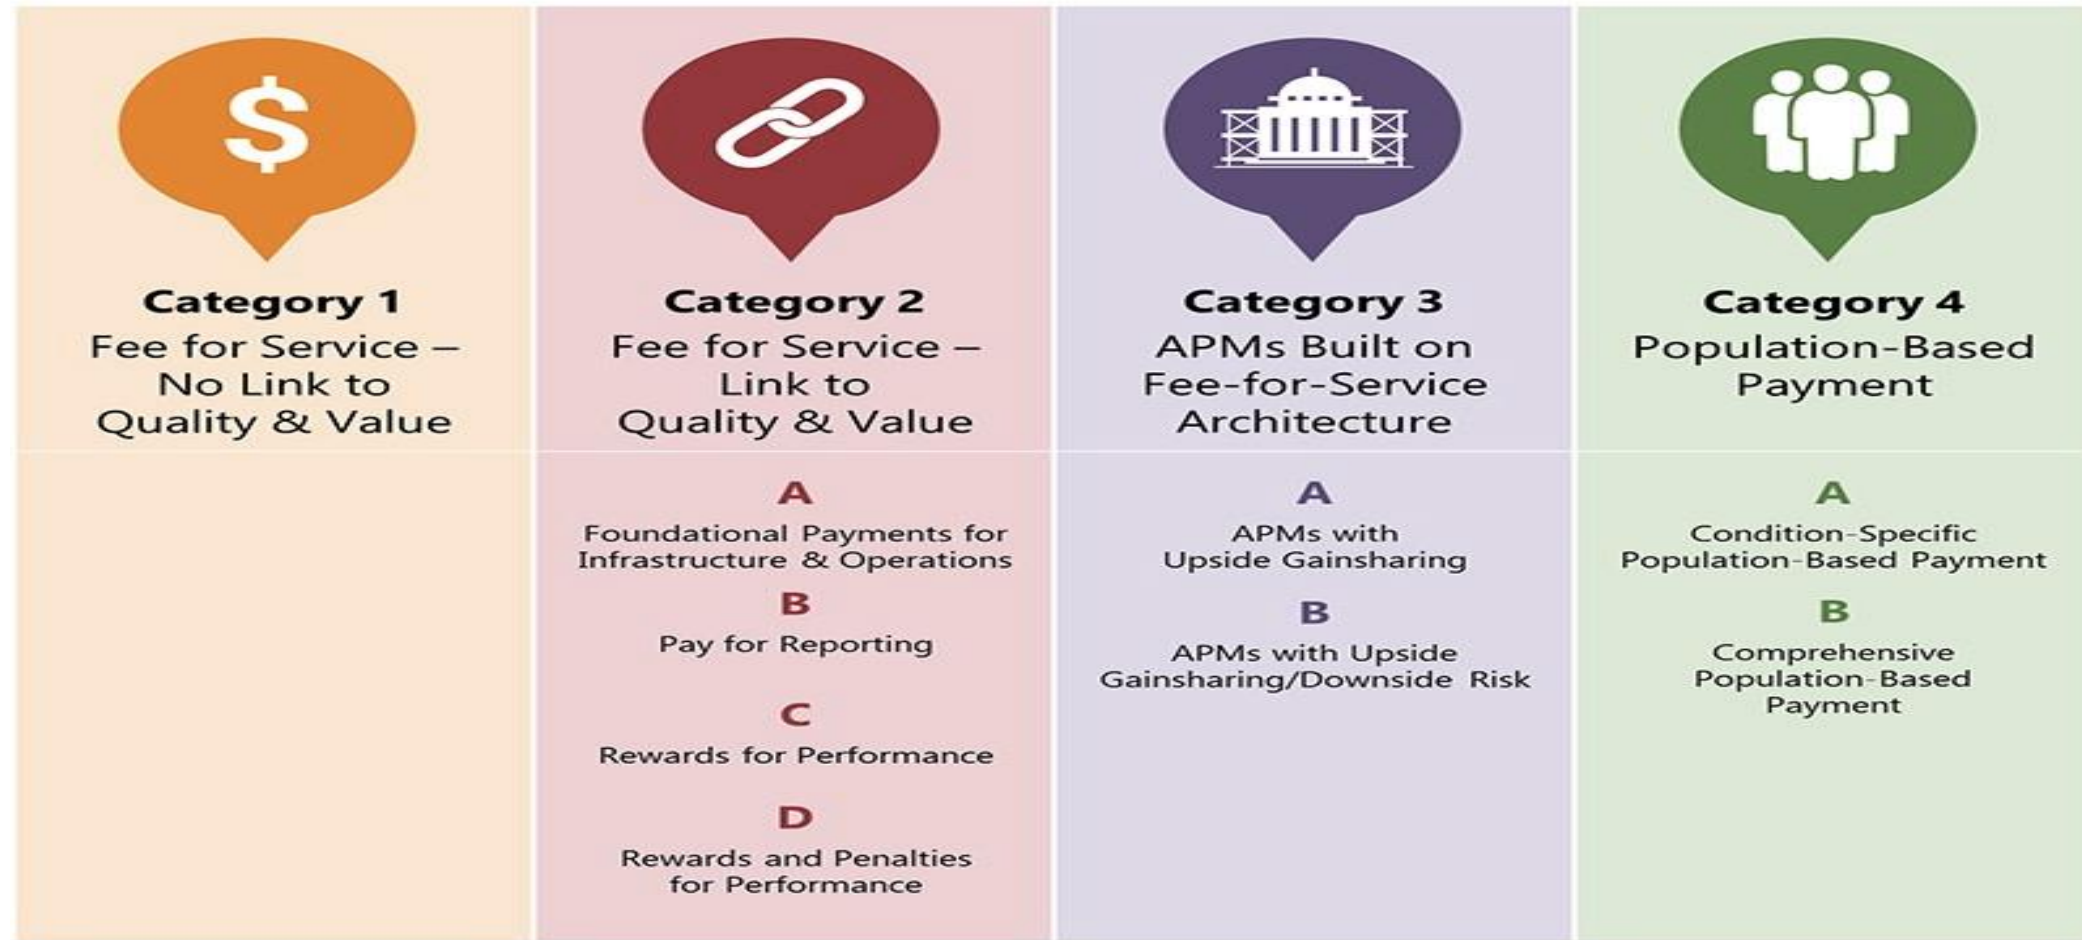 $
Category 1
Fee for Service –
No Link to
Quality & Value
Category 2
Fee for Service –
Link to
Quality & Value
A
Foundational Payments for
Infrastructure & Operations
B
Pay for Reporting
C
Rewards for Performance
D
Rewards and Penalties
for Performance
Category 3
APMs Built on
Fee-for-Service
Architecture
A
APMs with
Upside Gainsharing
B
APMs with Upside
Gainsharing/Downside Risk
Category 4
Population-Based
Payment
A
Condition-Specific
Population-Based Payment
B
Comprehensive
Population-Based
Payment